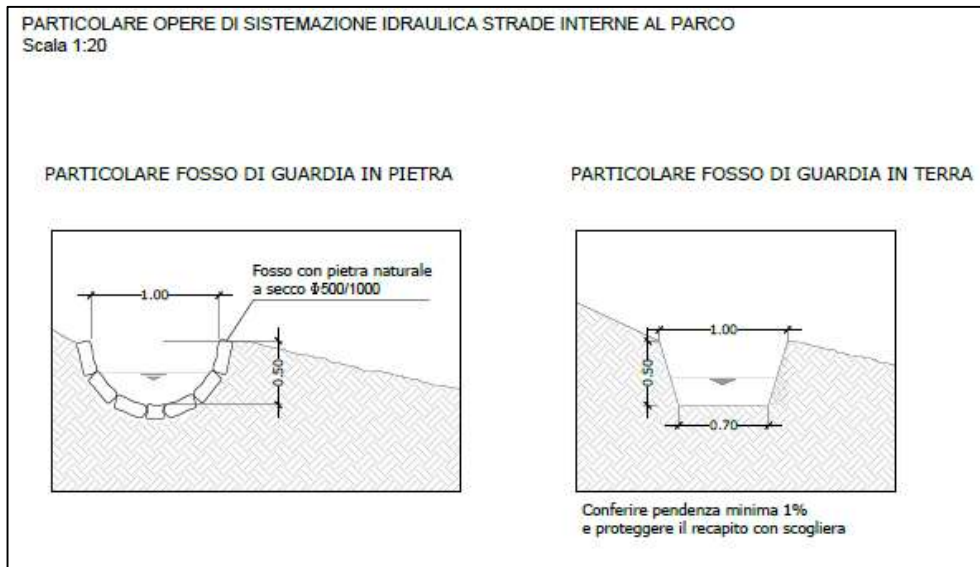 PARTICOLARE OPERE DI SISTEMAZIONE IDRAULICA STRADE INTERNE AL PARCO
Scala 1:20
PARTICOLARE FOSSO DI GUARDIA IN PIETRA
Fosso con pietra naturale
a secco Φ500/1000
1.00
0.50
PARTICOLARE FOSSO DI GUARDIA IN TERRA
1.00
0.50
0.70
Conferire pendenza minima 1%
e proteggere il recapito con scogliera